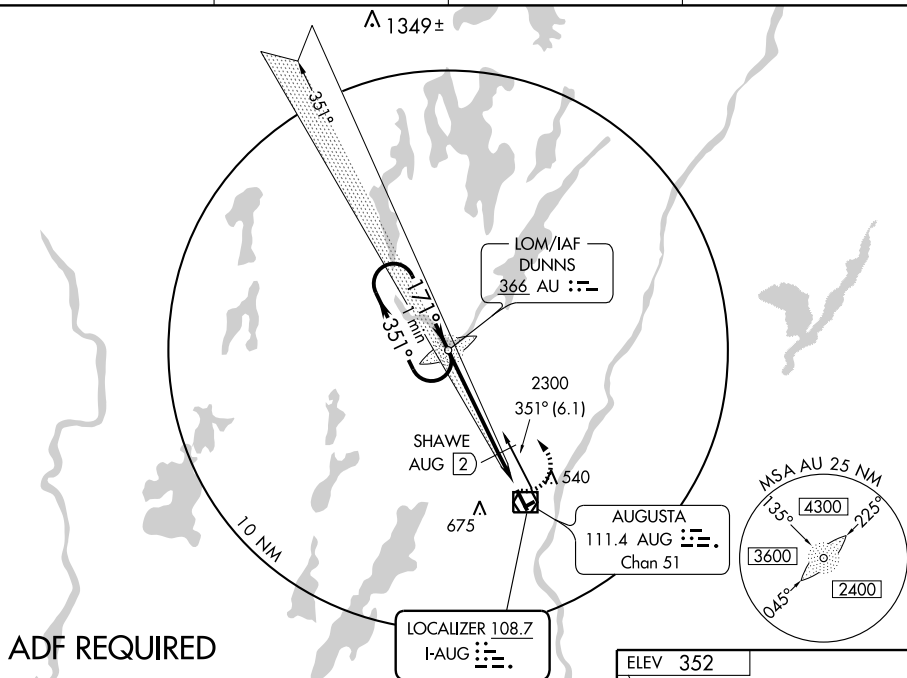 1349±
351°
LOM/IAF
DUNNS
366 AU
171°
1 min
351°
2300
351° (6.1)
SHAWE
AUG 2
540
675
AUGUSTA
111.4 AUG
Chan 51
10 NM
LOCALIZER 108.7
I-AUG
MSA AU 25 NM
135°
4300
225°
3600
2400
045°
ADF REQUIRED
ELEV 352